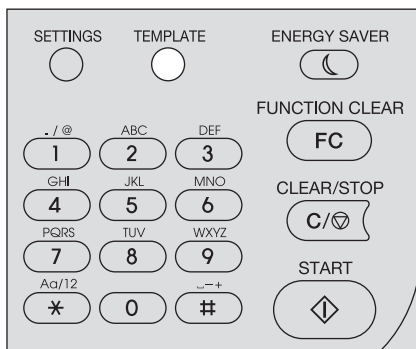 SETTINGS TEMPLATE ENERGY SAVER
FUNCTION CLEAR
./@ ABC DEF
1 2 3 FC
GHI JKL MNO
4 5 6
CLEAR/STOP
C/
PQRS TUV WXYZ
7 8 9
START
Aa/12 ⎵−+
* 0 #